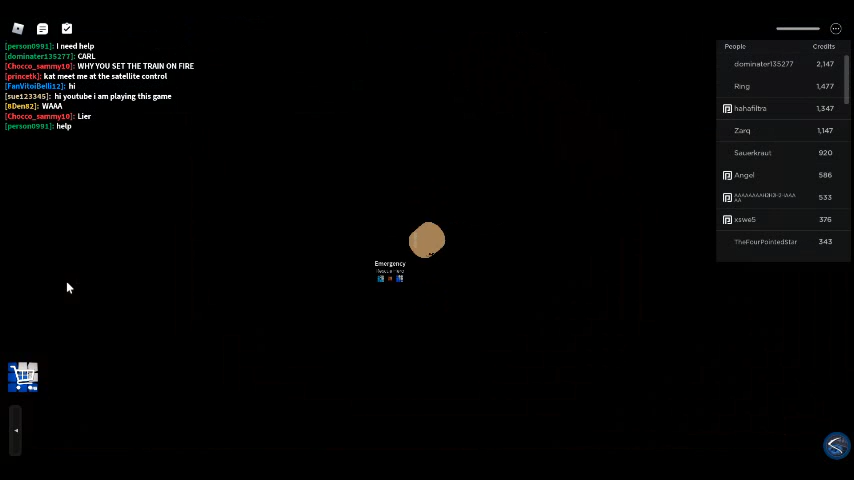 [person0991]: I need help
[dominater135277]: CARL
[Chocco_sammy10]: WHY YOU SET THE TRAIN ON FIRE
[princetk]: kat meet me at the satellite control
[FanVitoiBelli12]: hi
[sue123345]: hi youtube i am playing this game
[8Den82]: WAAA
[Chocco_sammy10]: Lier
[person0991]: help
People Credits
dominater135277 2,147
Ring 1,477
hahafiltra 1,347
Zarq 1,147
Sauerkraut 920
Angel 586
533
xswe5 376
TheFourPointedStar 343
Emergency